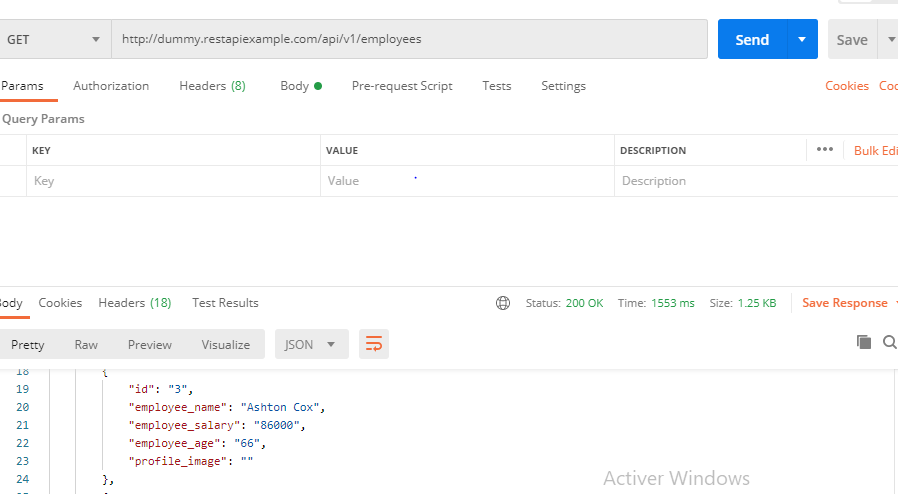 GET http://dummy.restapiexample.com/api/v1/employees Send Save
Params Authorization Headers (8) Body Pre-request Script Tests Settings Cookies
Query Params
KEY VALUE DESCRIPTION ••• Bulk Edi
Key Value Description
Body Cookies Headers (18) Test Results Status: 200 OK Time: 1553 ms Size: 1.25 KB Save Response
Pretty Raw Preview Visualize JSON
18 {
19 "id": "3",
20 "employee_name": "Ashton Cox",
21 "employee_salary": "86000",
22 "employee_age": "66",
23 "profile_image": ""
24 },
Activer Windows